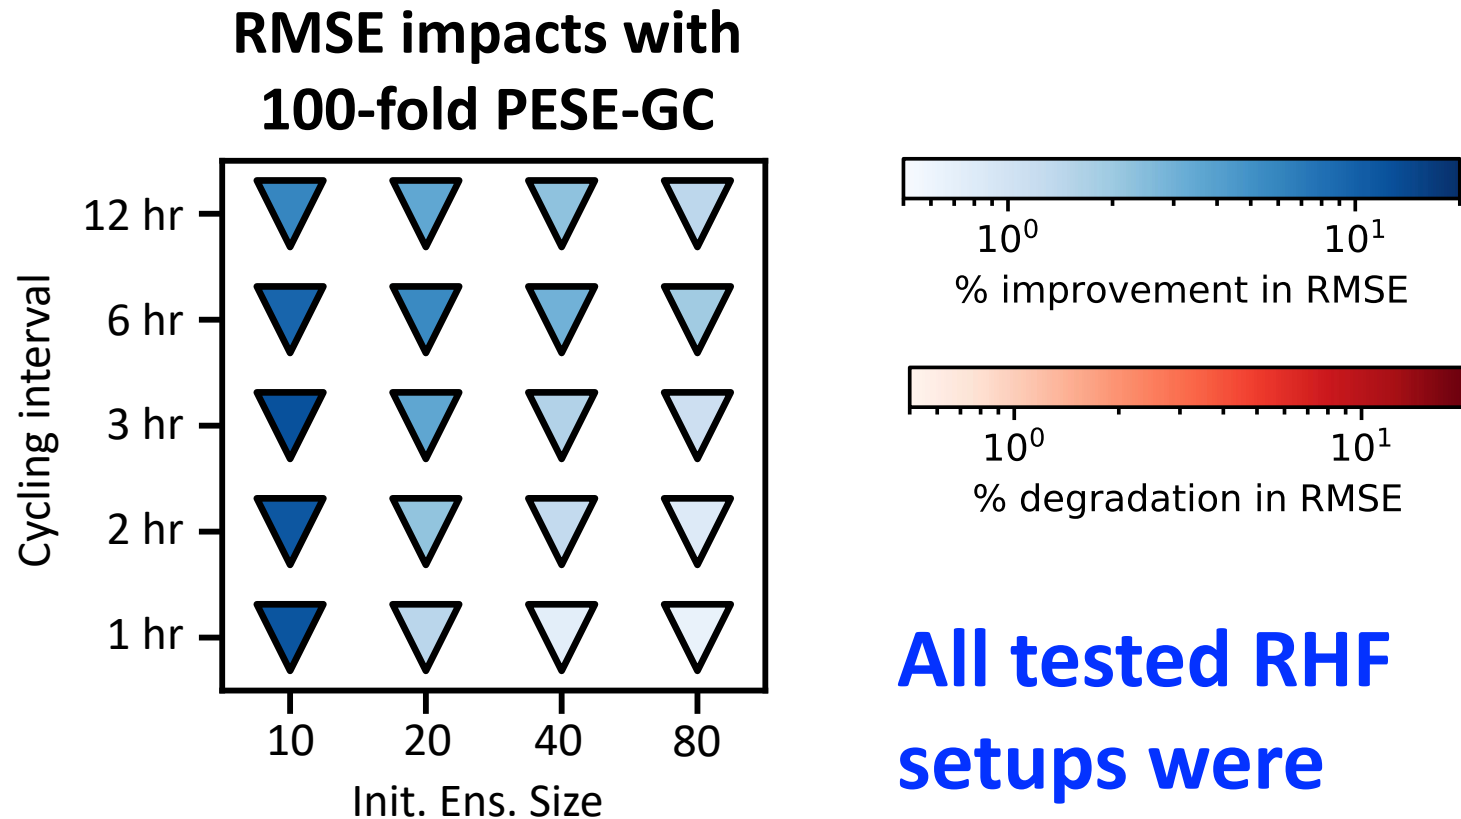 RMSE impacts with
100-fold PESE-GC
Cycling interval
12 hr
6 hr
3 hr
2 hr
1 hr
10 20 40 80
Init. Ens. Size
10⁰ 10¹
% improvement in RMSE
10⁰ 10¹
% degradation in RMSE
All tested RHF
setups were